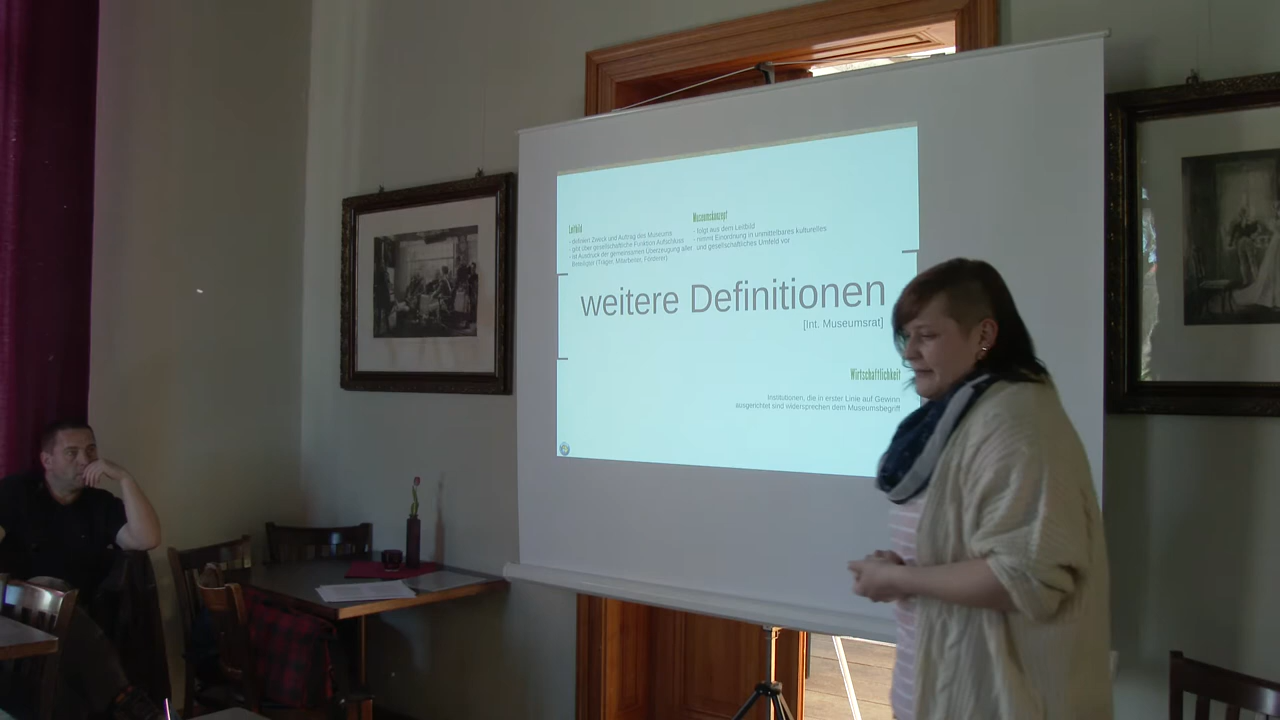 Leitbild
- definiert Zweck und Auftrag des Museums
- gibt über gesellschaftliche Funktion Aufschluss
- ist Ausdruck der gemeinsamen Überzeugung aller
Beteiligten (Träger, Mitarbeiter, Förderer)
Museumskonzept
- folgt aus dem Leitbild
- nimmt Einordnung in unmittelbares kulturelles
und gesellschaftliches Umfeld vor
weitere Definitionen
[Int. Museumsrat]
Wirtschaftlichkeit
Institutionen, die in erster Linie auf Gewinn
ausgerichtet sind widersprechen dem Museumsbegriff